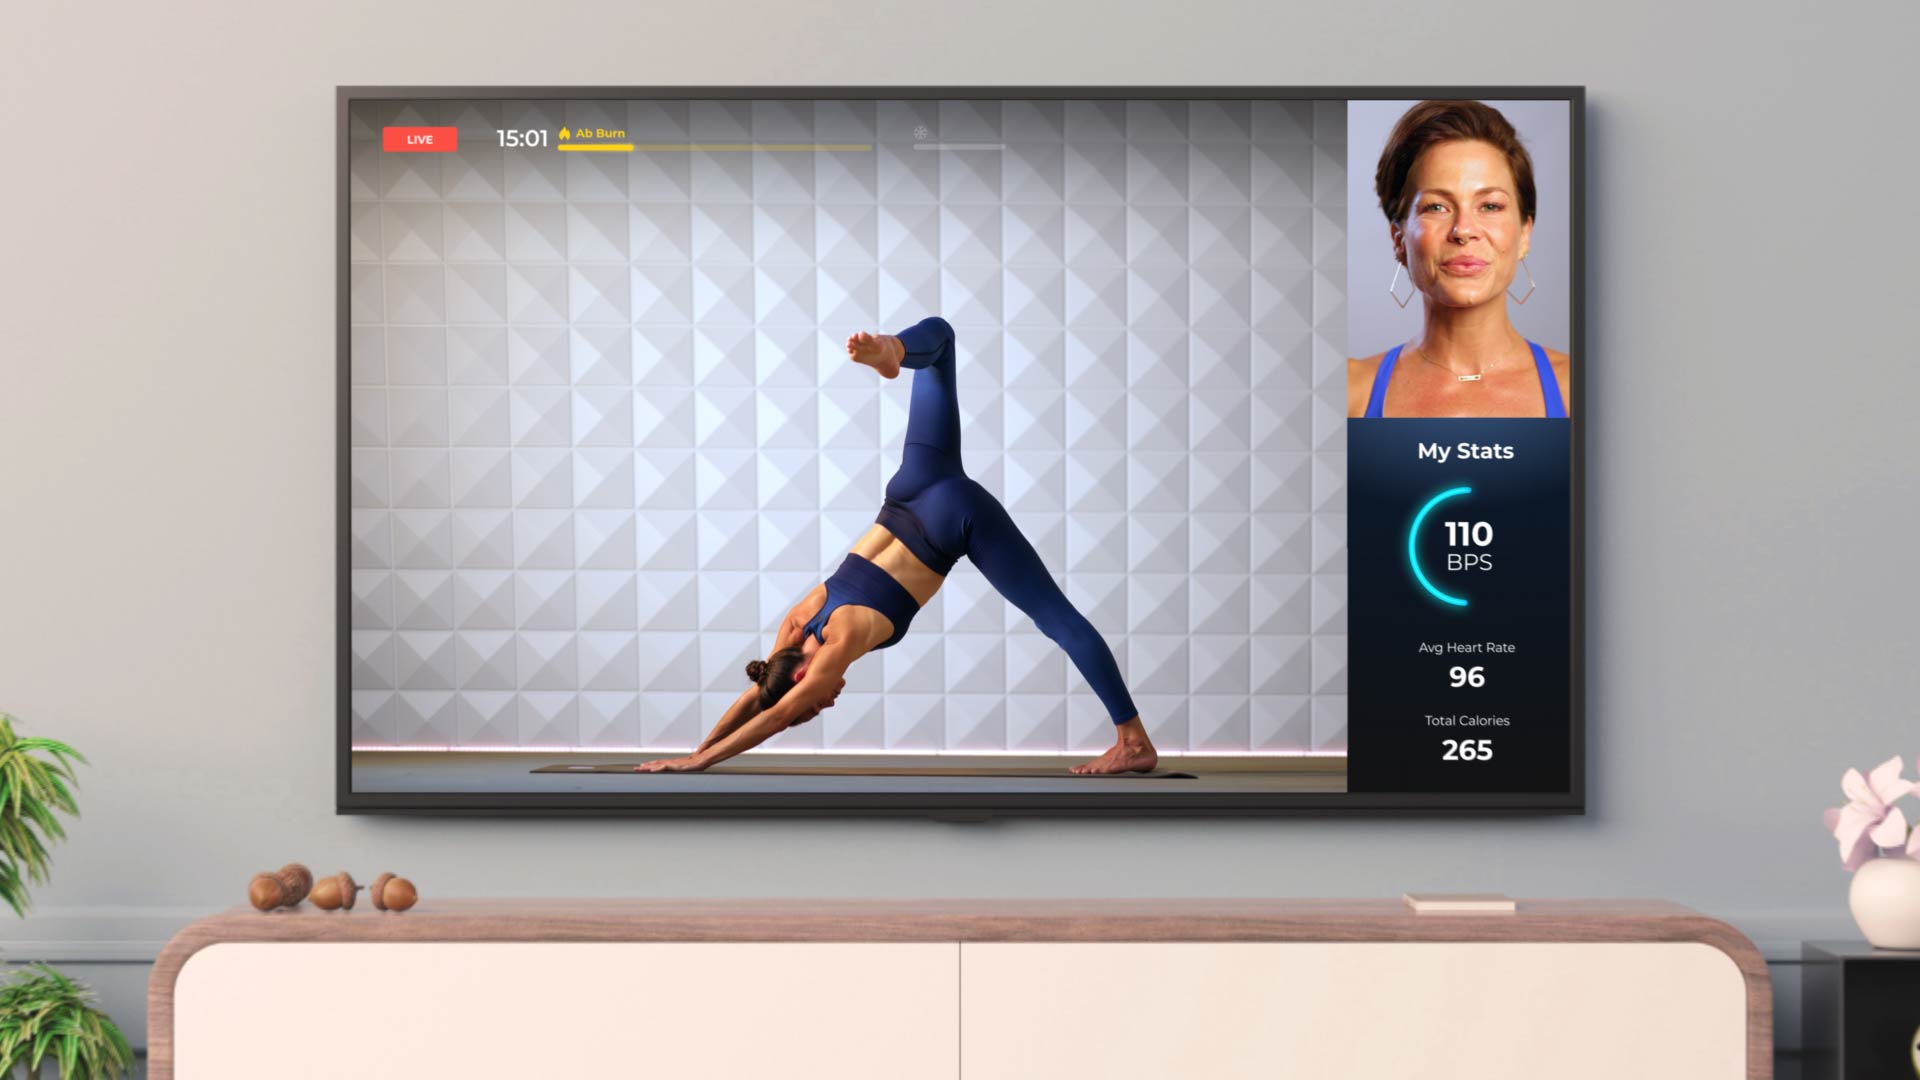 LIVE
15:01
Ab Burn
My Stats
110
BPS
Avg Heart Rate
96
Total Calories
265